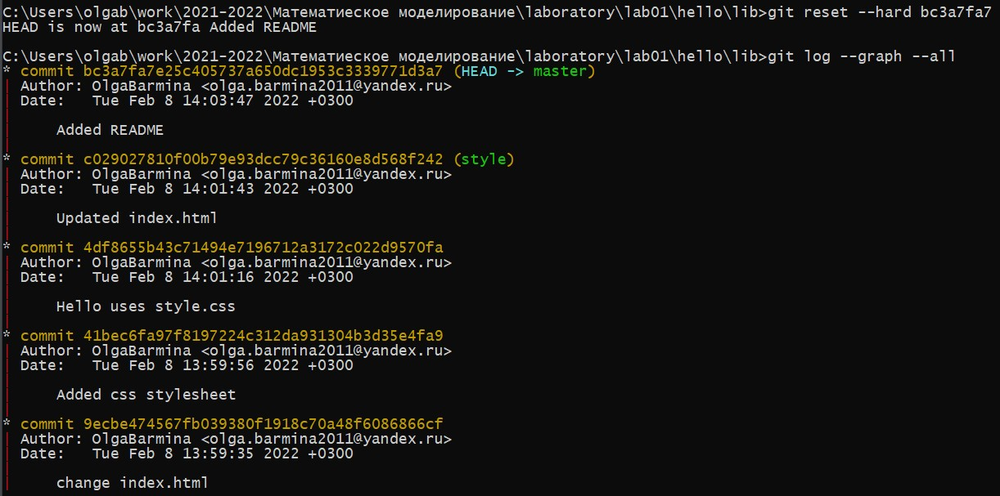 C:\Users\olgab\work\2021-2022\Математиеское моделирование\laboratory\lab01\hello\lib>git reset --hard bc3a7fa7
HEAD is now at bc3a7fa Added README
C:\Users\olgab\work\2021-2022\Математиеское моделирование\laboratory\lab01\hello\lib>git log --graph --all
* commit bc3a7fa7e25c405737a650dc1953c3339771d3a7 (HEAD -> master)
| Author: OlgaBarmina <olga.barmina2011@yandex.ru>
| Date:   Tue Feb 8 14:03:47 2022 +0300
|
|     Added README
|
* commit c029027810f00b79e93dcc79c36160e8d568f242 (style)
| Author: OlgaBarmina <olga.barmina2011@yandex.ru>
| Date:   Tue Feb 8 14:01:43 2022 +0300
|
|     Updated index.html
|
* commit 4df8655b43c71494e7196712a3172c022d9570fa
| Author: OlgaBarmina <olga.barmina2011@yandex.ru>
| Date:   Tue Feb 8 14:01:16 2022 +0300
|
|     Hello uses style.css
|
* commit 41bec6fa97f8197224c312da931304b3d35e4fa9
| Author: OlgaBarmina <olga.barmina2011@yandex.ru>
| Date:   Tue Feb 8 13:59:56 2022 +0300
|
|     Added css stylesheet
|
* commit 9ecbe474567fb039380f1918c70a48f6086866cf
| Author: OlgaBarmina <olga.barmina2011@yandex.ru>
| Date:   Tue Feb 8 13:59:35 2022 +0300
|
|     change index.html